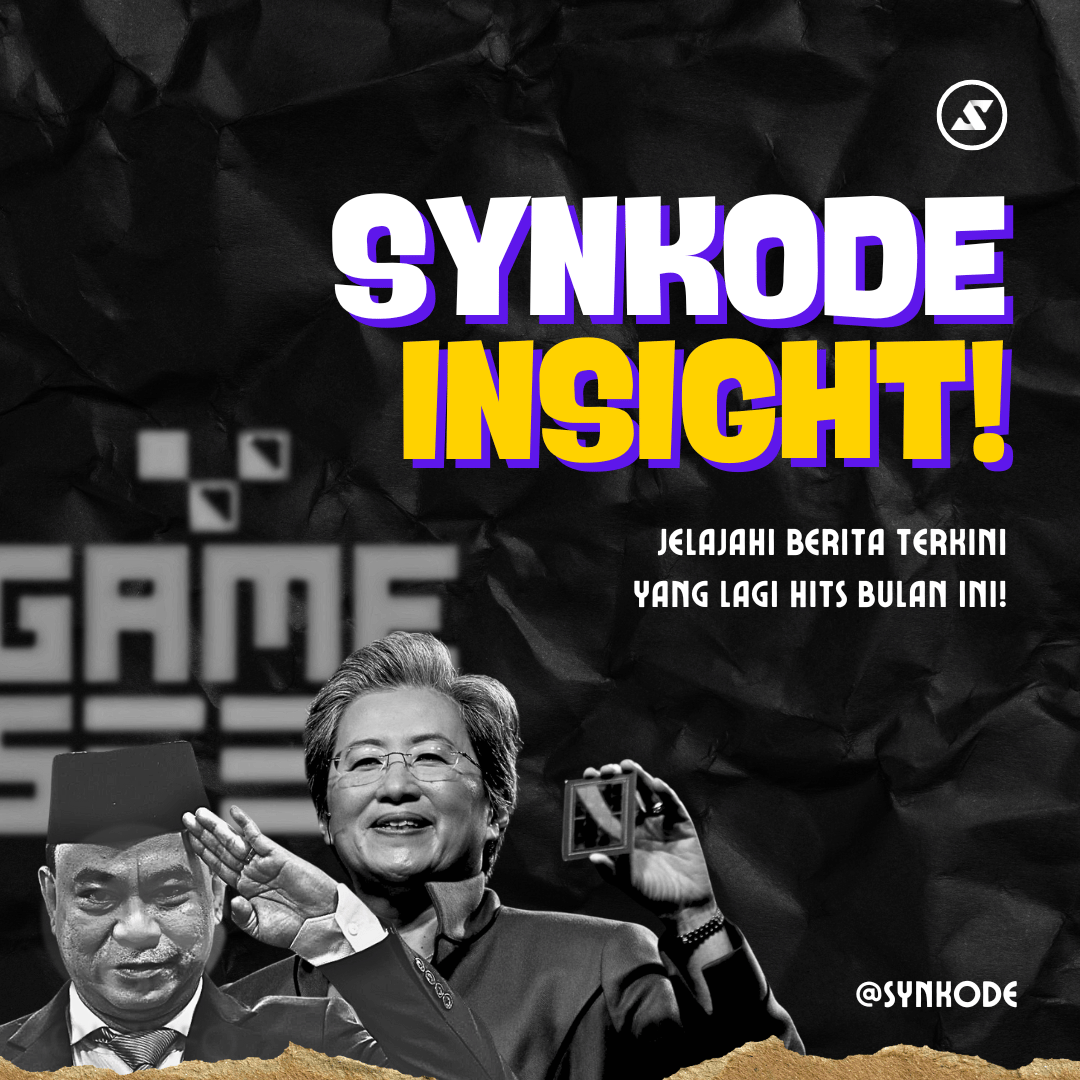 SYNKODE
INSIGHT!
JELAJAHI BERITA TERKINI
YANG LAGI HITS BULAN INI!
GAME
@SYNKODE